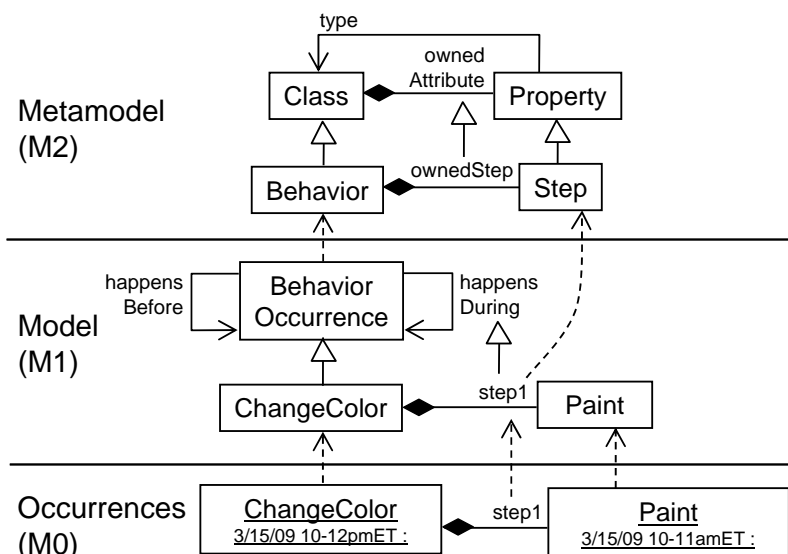 type
owned
Attribute
Class
Property
Metamodel
(M2)
ownedStep
Behavior
Step
happens
Before
Behavior
Occurrence
happens
During
Model
(M1)
step1
ChangeColor
Paint
Occurrences
(M0)
ChangeColor
3/15/09 10-12pmET :
step1
Paint
3/15/09 10-11amET :